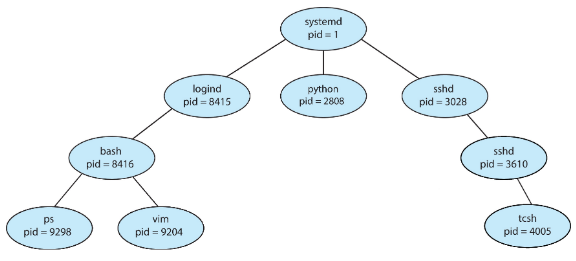 systemd
pid = 1
logind
pid = 8415
python
pid = 2808
sshd
pid = 3028
bash
pid = 8416
sshd
pid = 3610
ps
pid = 9298
vim
pid = 9204
tcsh
pid = 4005